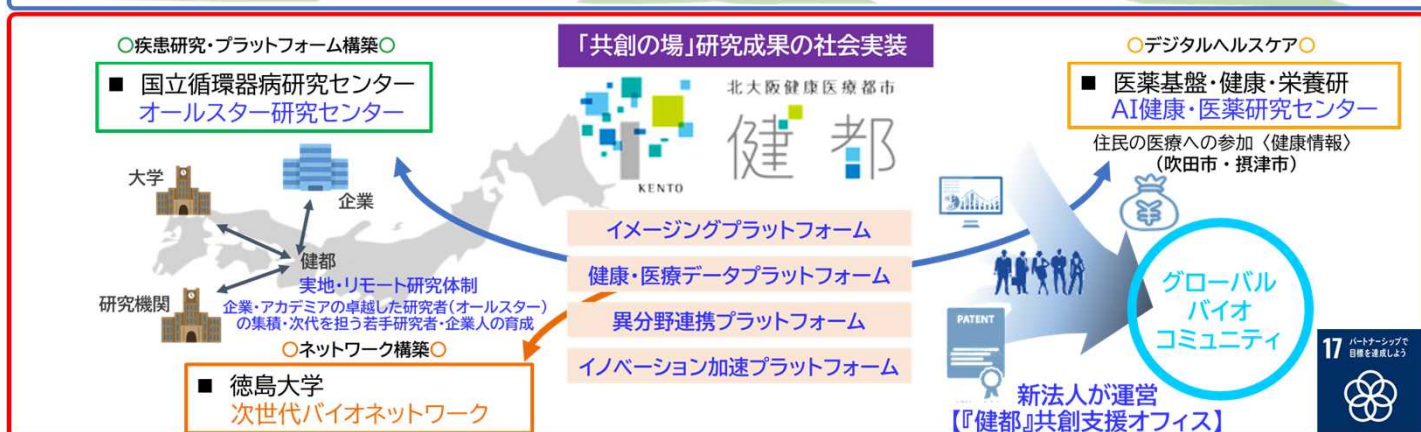 ○疾患研究・プラットフォーム構築○
■ 国立循環器病研究センター
オールスター研究センター
大学
企業
健都
研究機関
実地・リモート研究体制
企業・アカデミアの卓越した研究者(オールスター)
の集積・次代を担う若手研究者・企業人の育成
○ネットワーク構築○
■ 徳島大学
次世代バイオネットワーク
「共創の場」研究成果の社会実装
北大阪健康医療都市
健都
KENTO
イメージングプラットフォーム
健康・医療データプラットフォーム
異分野連携プラットフォーム
イノベーション加速プラットフォーム
○デジタルヘルスケア○
■ 医薬基盤・健康・栄養研
AI健康・医薬研究センター
住民の医療への参加〈健康情報〉
(吹田市・摂津市)
¥
PATENT
グローバル
バイオ
コミュニティ
新法人が運営
【『健都』共創支援オフィス】
17 パートナーシップで
目標を達成しよう